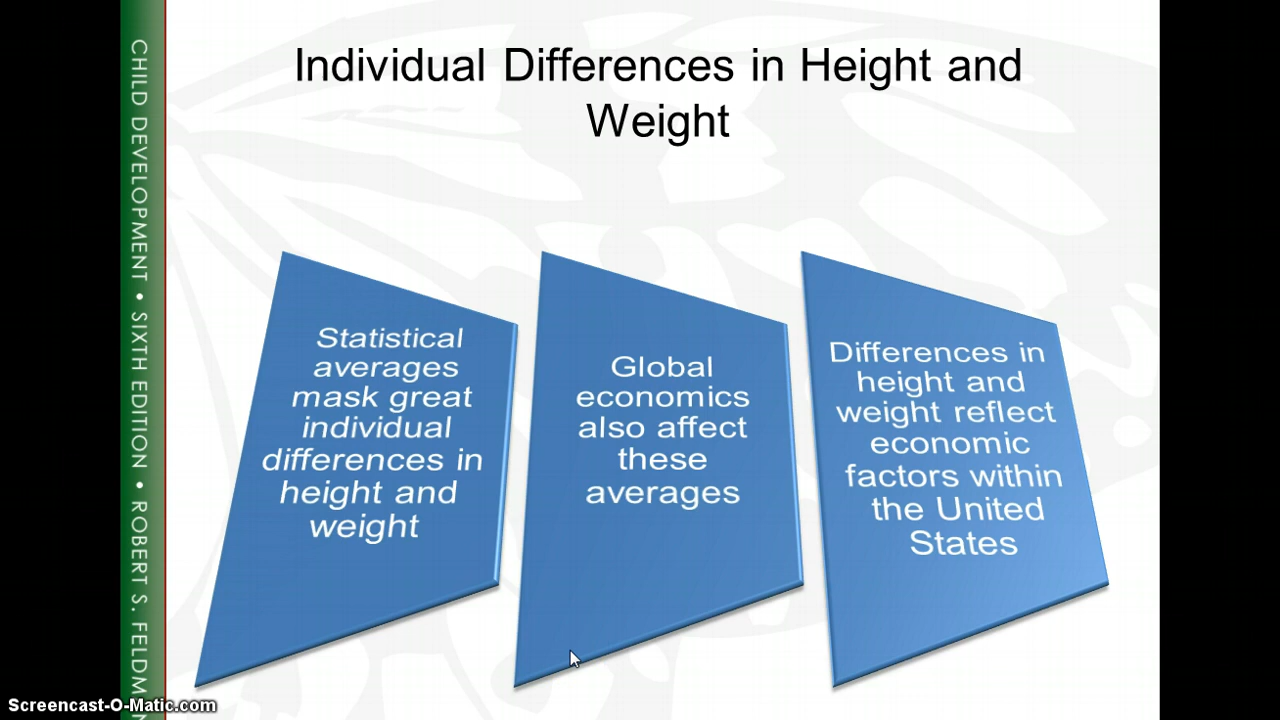 Individual Differences in Height and
Weight
Statistical
averages
mask great
individual
differences in
height and
weight
Global
economics
also affect
these
averages
Differences in
height and
weight reflect
economic
factors within
the United
States
CHILD DEVELOPMENT • SIXTH EDITION • ROBERT S.
Screencast-O-Matic.com